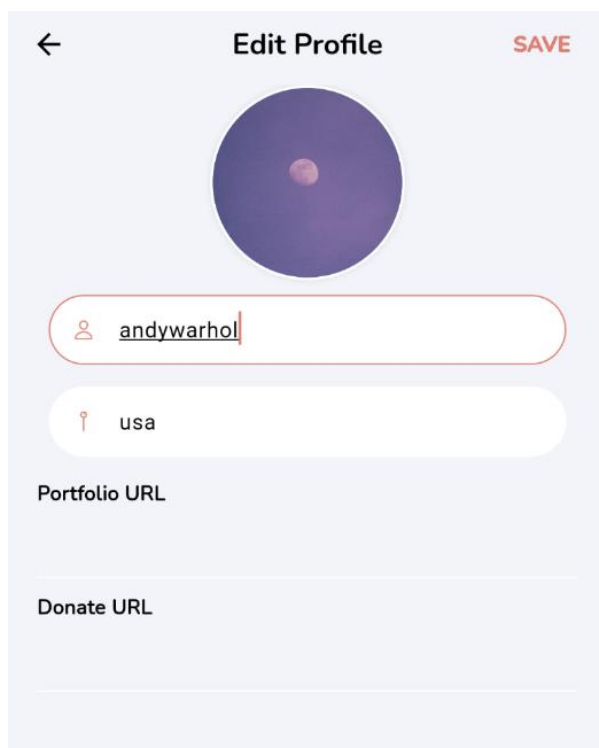 Edit Profile SAVE
andywarhol
usa
Portfolio URL
Donate URL